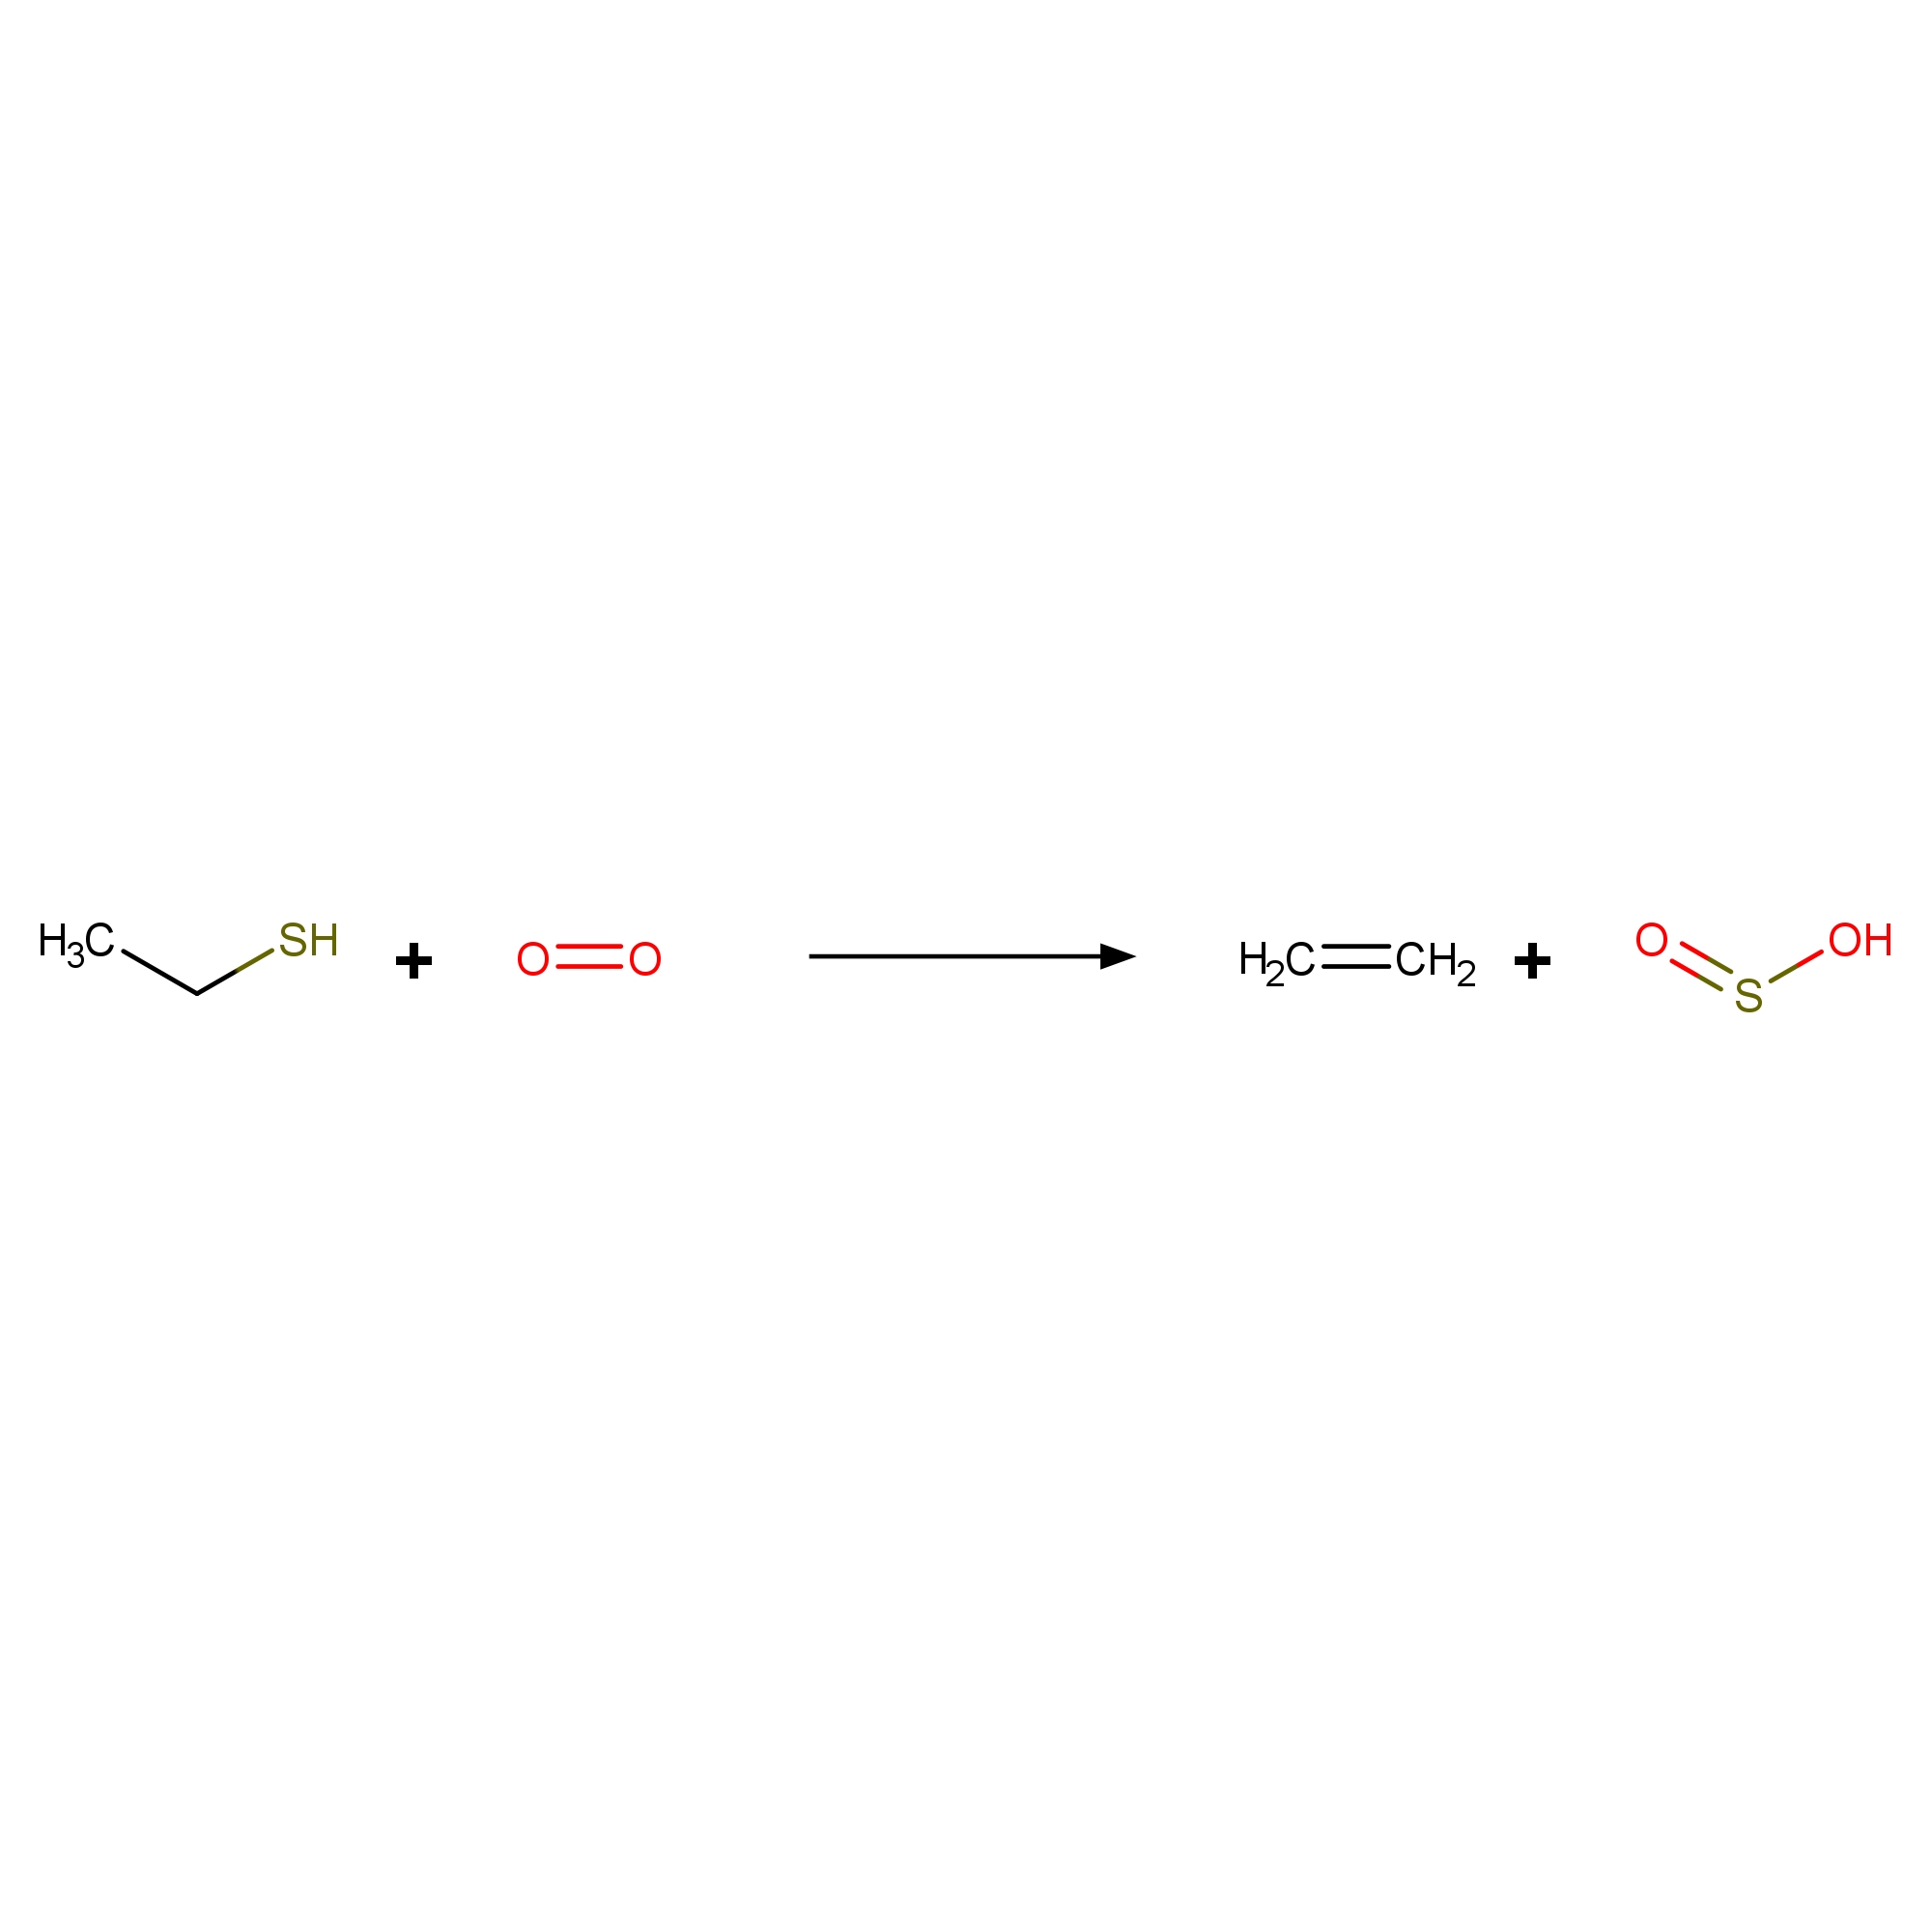 H3C SH + O O H2C CH2 + O S OH